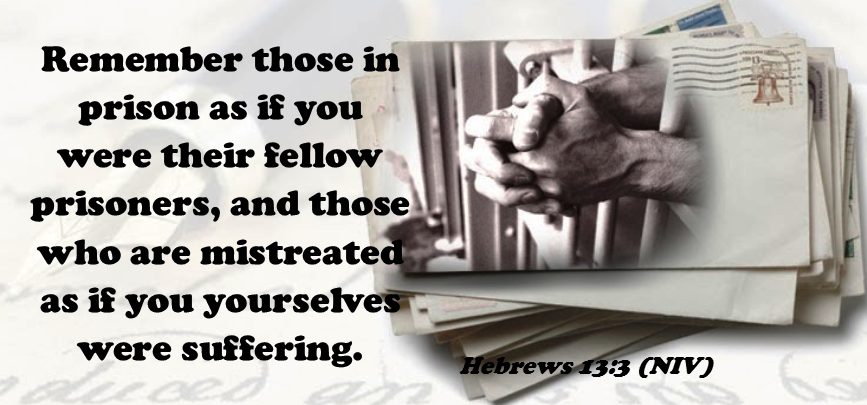 Remember those in
prison as if you
were their fellow
prisoners, and those
who are mistreated
as if you yourselves
were suffering.
Hebrews 13:3 (NIV)